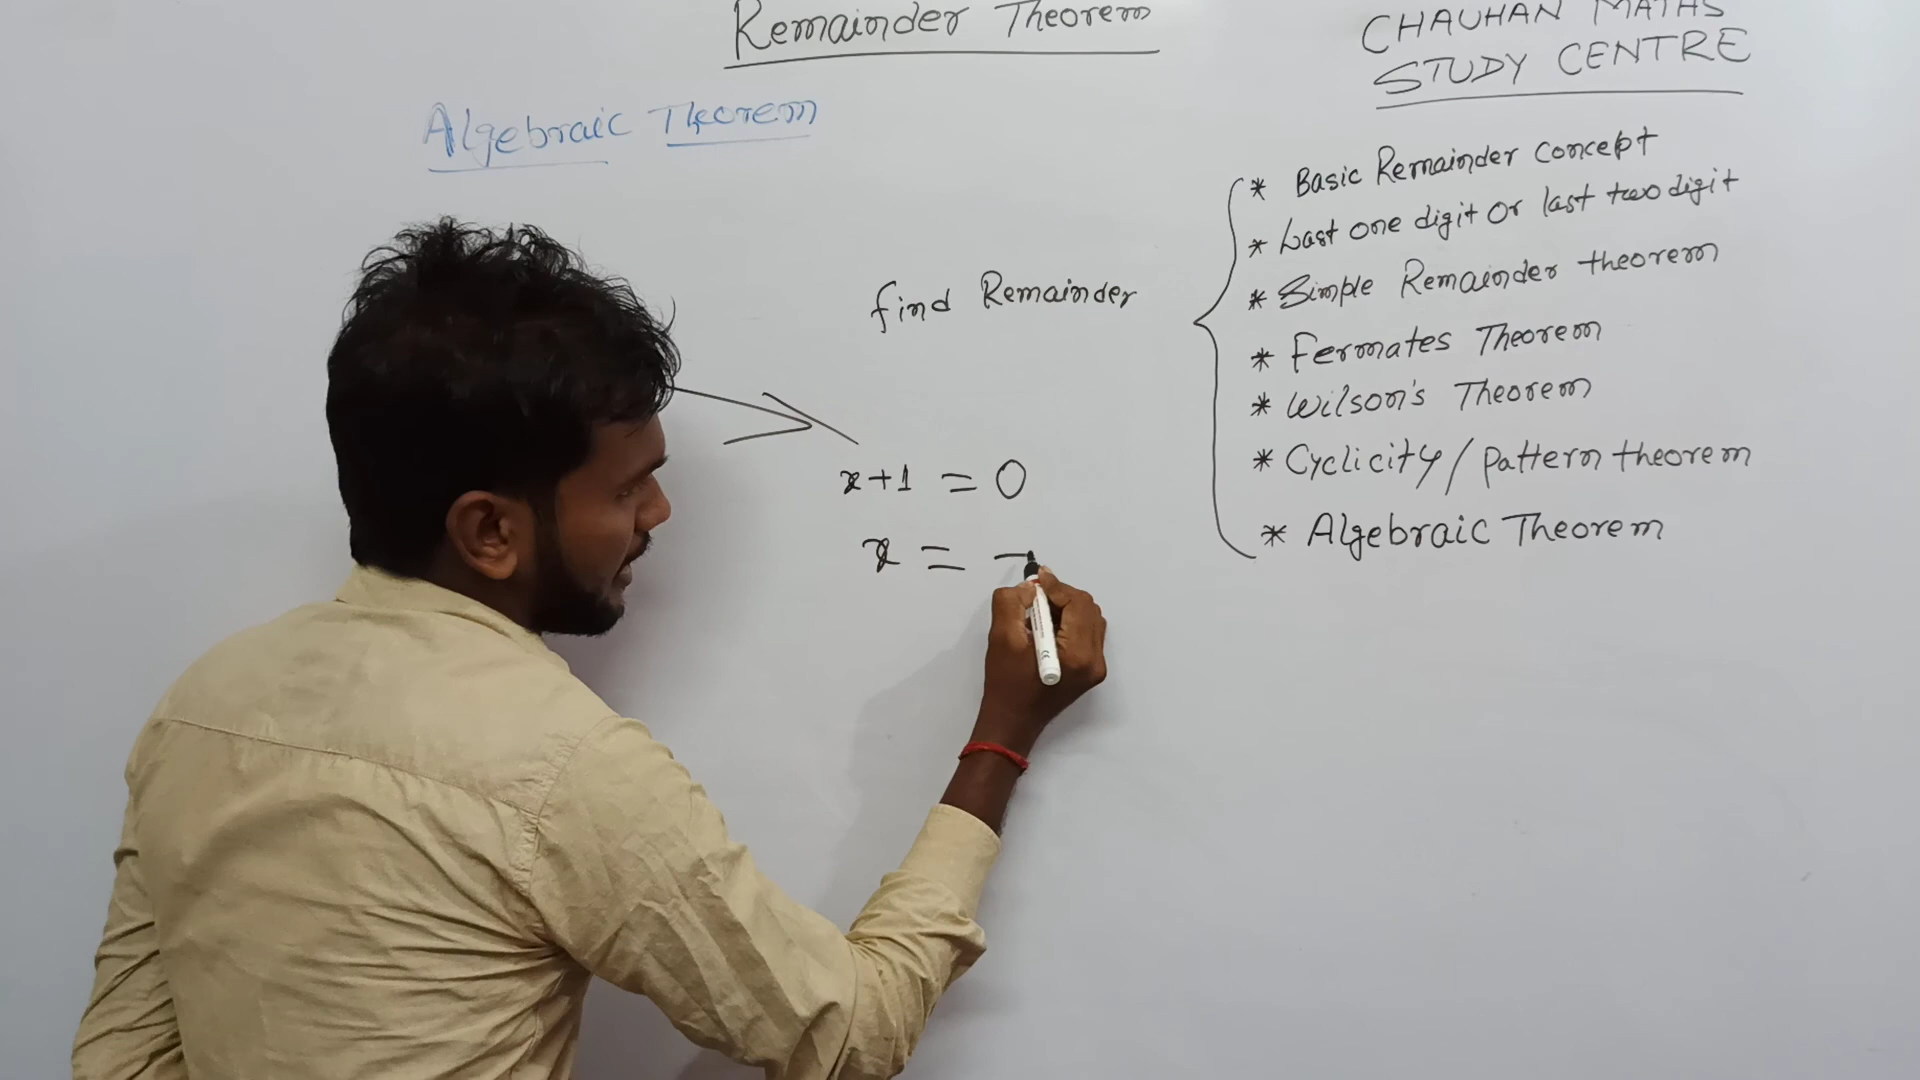 Remainder Theorem
CHAUHAN MATHS
STUDY CENTRE
Algebraic Theorem
* Basic Remainder concept
* Last one digit or last two digit
* Simple Remainder theorem
* Fermates Theorem
* Wilson's Theorem
* Cyclicity / pattern theorem
* Algebraic Theorem
find Remainder
x+1 = 0
x = -